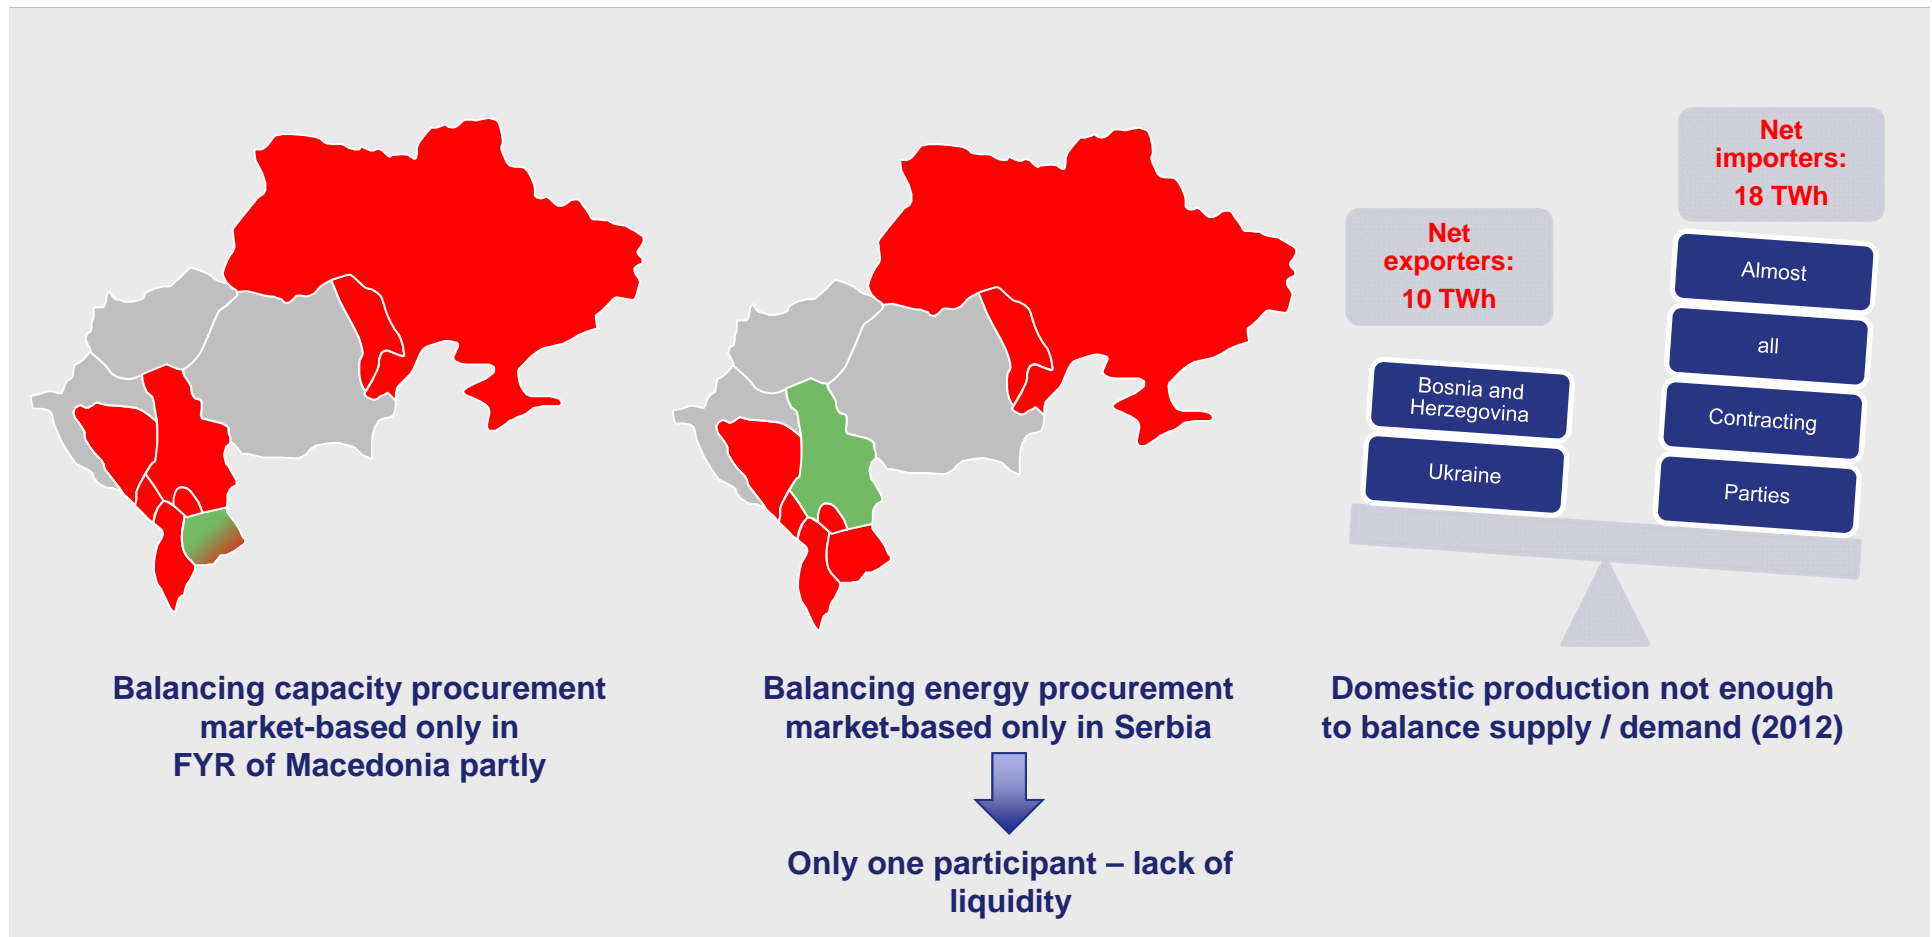 Balancing capacity procurement
market-based only in
FYR of Macedonia partly
Balancing energy procurement
market-based only in Serbia
Only one participant – lack of
liquidity
Net
exporters:
10 TWh
Bosnia and
Herzegovina
Ukraine
Net
importers:
18 TWh
Almost
all
Contracting
Parties
Domestic production not enough
to balance supply / demand (2012)